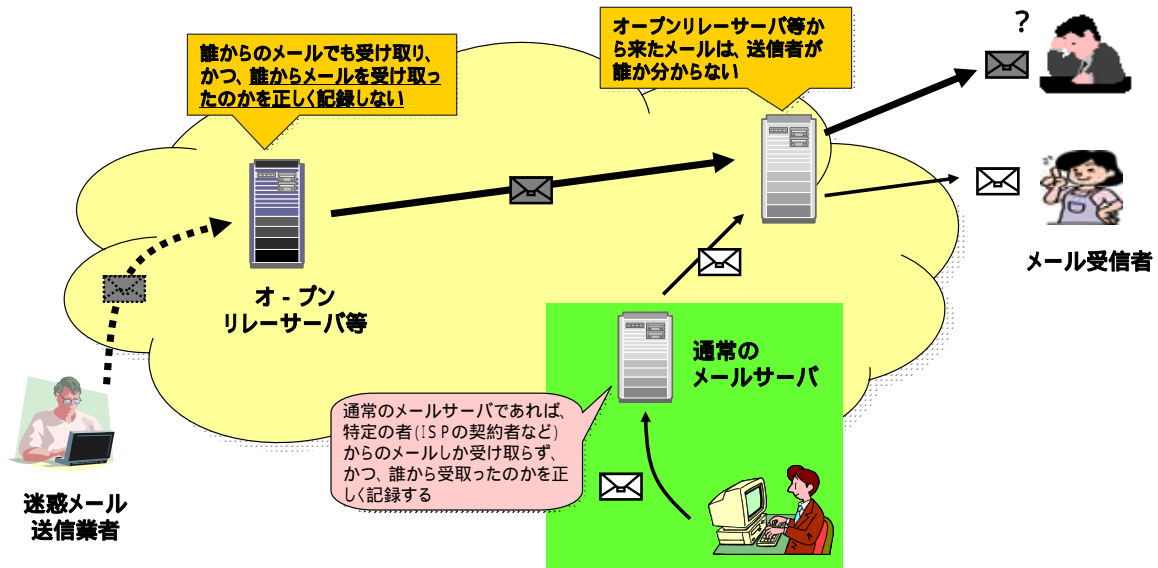 誰からのメールでも受け取り、
かつ、誰からメールを受け取っ
たのかを正しく記録しない
オープンリレーサーバ等か
ら来たメールは、送信者が
誰か分からない
?
メール受信者
オ-プン
リレーサーバ等
通常の
メールサーバ
通常のメールサーバであれば、
特定の者(ISPの契約者など)
からのメールしか受け取らず、
かつ、誰から受取ったのかを正
しく記録する
迷惑メール
送信業者